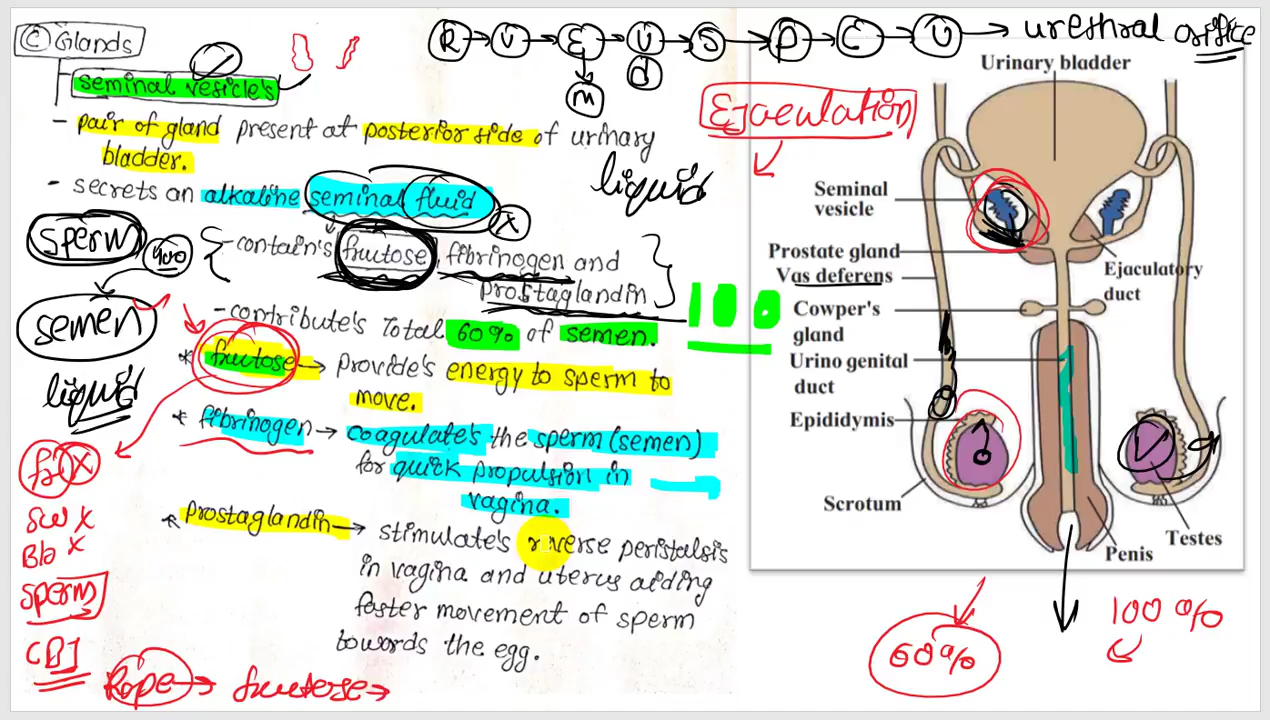 © Glands
R → V → E → V → S → P → C → U → urethral orifice
m
d
Ejaculation
seminal vesicle's
- pair of gland present at posterior side of urinary
bladder.
- secrets an alkaline seminal fluid
liquid
x
sperm
- contain's fructose, fibrinogen and
prostaglandin
100
semen
- contribute's Total 60% of semen.
* fructose → provide's energy to sperm to
move.
liquid
* fibrinogen → coagulate's the sperm (semen)
for quick propulsion in
vagina.
* prostaglandin → stimulate's riverse peristalsis
in vagina and uterus aiding
faster movement of sperm
towards the egg.
sperm
Rape → fructose →
Urinary bladder
Seminal
vesicle
Prostate gland
Vas deferens
Ejaculatory
duct
Cowper's
gland
Urino genital
duct
Epididymis
Scrotum
Testes
Penis
60%
100 %